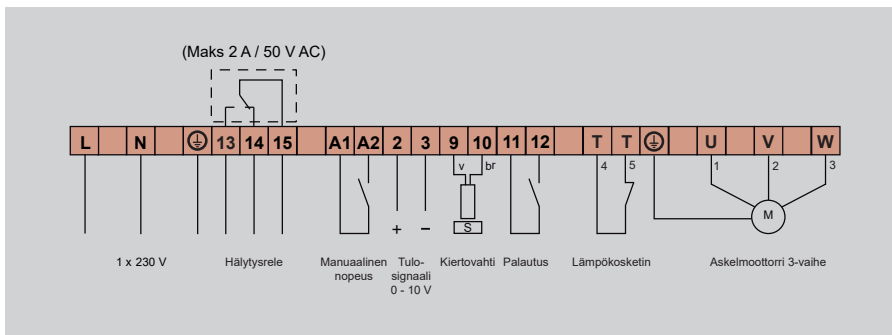 (Maks 2 A / 50 V AC)
L N 13 14 15 A1 A2 2 3 9 10 11 12 T T U V W
v br 4 5 1 2 3
M
S
+ −
1 x 230 V Hälytysrele Manuaalinen Tulo- Kiertovahti Palautus Lämpökosketin Askelmoottorri 3-vaihe
nopeus signaali
0 - 10 V